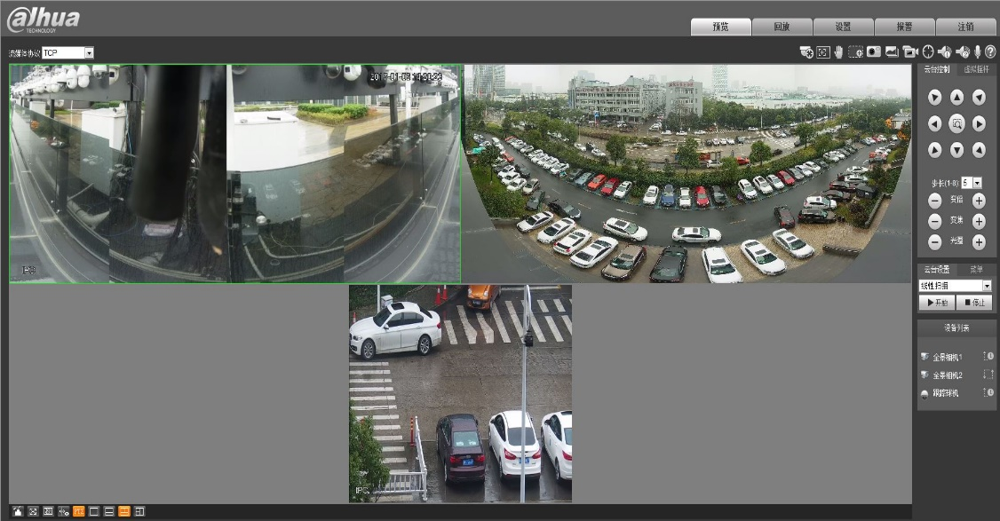 alhua
TECHNOLOGY
预览
回放
设置
报警
注销
流媒体协议 TCP
云台控制
虚拟摇杆
步长(1-8): 5
变倍
变焦
光圈
云台设置
菜单
线性扫描
开始
停止
设备列表
全景相机1
全景相机2
跟踪球机
IPC
IPC
PTZ